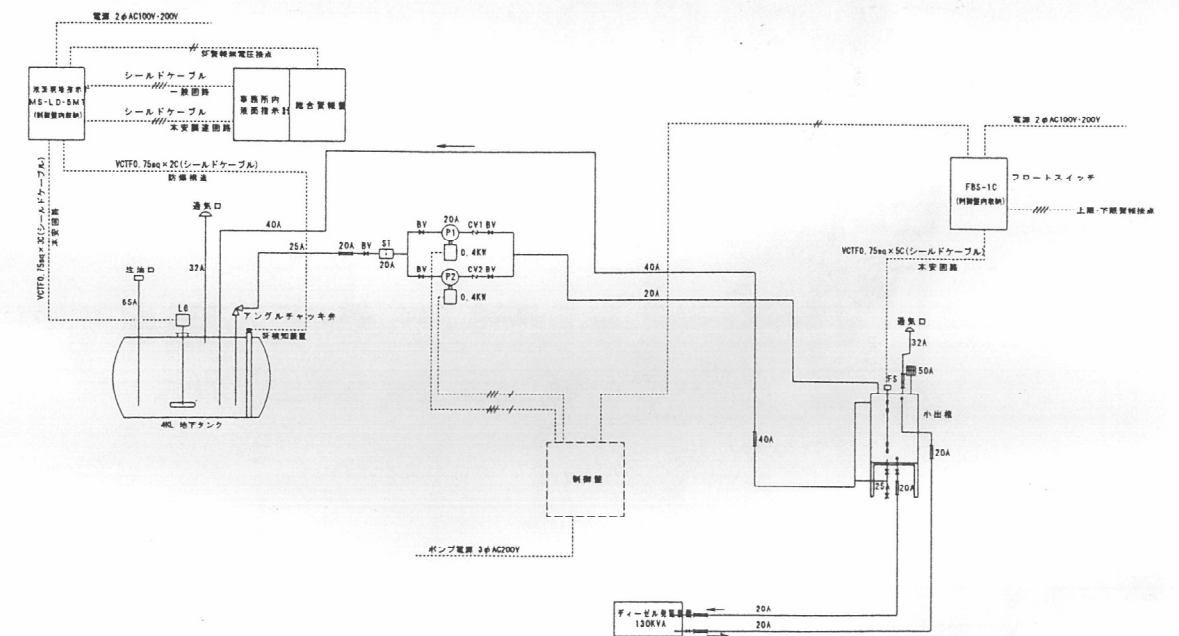 電源 2φAC100V-200V
SF警報無電圧接点
シールドケーブル
一般回路
シールドケーブル
本安関連回路
MS-LD-5M1
(制御盤内収納)
事務所内
液面指示計
総合警報盤
VCTF0.75sq×2C(シールドケーブル)
防爆構造
VCTF0.75sq×3C(シールドケーブル)
本安回路
通気口
32A
40A
25A
注油口
65A
LG
アングルチャッキ弁
SF検知装置
4KL 地下タンク
20A BV
S1
20A
BV
20A
P1
CV1 BV
0.4KW
BV
P2
CV2 BV
0.4KW
40A
20A
制御盤
ポンプ電源 3φAC200V
電源 2φAC100V-200V
FBS-1C
(制御盤内収納)
フロートスイッチ
上限-下限警報接点
VCTF0.75sq×5C(シールドケーブル)
本安回路
通気口
32A
50A
FS
小出槽
40A
20A
25A
20A
ディーゼル発電装置
130KVA
20A
20A